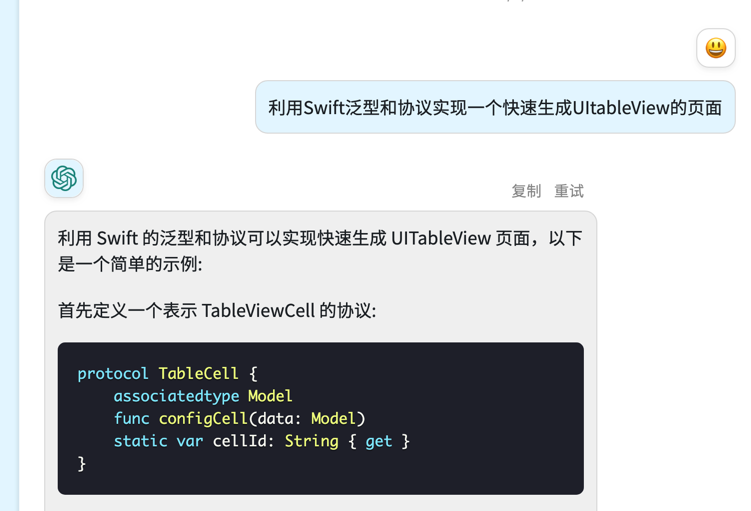 利用Swift泛型和协议实现一个快速生成UItableView的页面
复制 重试
利用 Swift 的泛型和协议可以实现快速生成 UITableView 页面，以下
是一个简单的示例:
首先定义一个表示 TableViewCell 的协议:
protocol TableCell {
    associatedtype Model
    func configCell(data: Model)
    static var cellId: String { get }
}